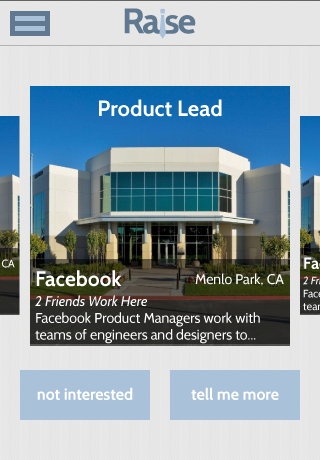 Raise
Product Lead
CA
Facebook
Menlo Park, CA
2 Friends Work Here
Facebook Product Managers work with
teams of engineers and designers to...
not interested
tell me more